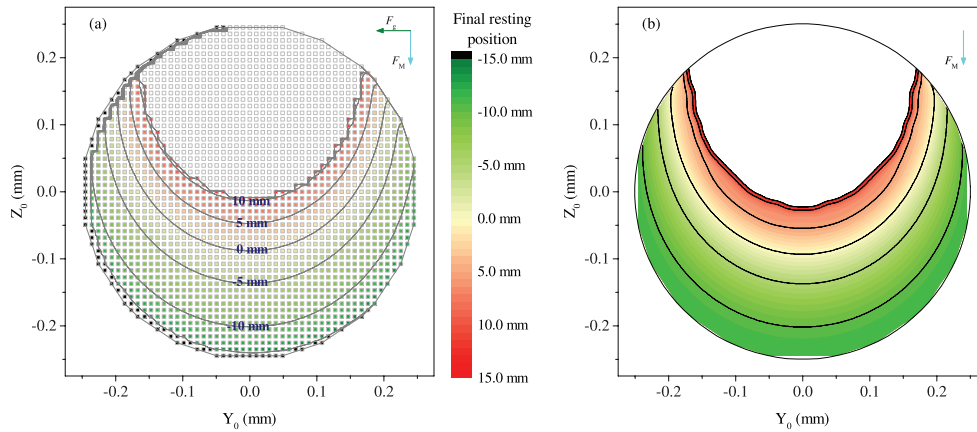 (a)
F_g
F_M
Z_0 (mm)
0.2
0.1
0.0
-0.1
-0.2
10 mm
5 mm
0 mm
-5 mm
-10 mm
-0.2 -0.1 0.0 0.1 0.2
Y_0 (mm)
Final resting
position
-15.0 mm
-10.0 mm
-5.0 mm
0.0 mm
5.0 mm
10.0 mm
15.0 mm
(b)
F_M
Z_0 (mm)
0.2
0.1
0.0
-0.1
-0.2
-0.2 -0.1 0.0 0.1 0.2
Y_0 (mm)